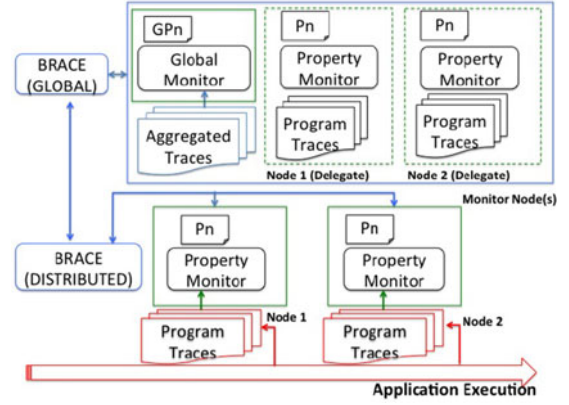 GPn
Global
Monitor
Aggregated
Traces
Pn
Property
Monitor
Program
Traces
Node 1 (Delegate)
Pn
Property
Monitor
Program
Traces
Node 2 (Delegate)
BRACE
(GLOBAL)
Monitor Node(s)
BRACE
(DISTRIBUTED)
Pn
Property
Monitor
Node 1
Program
Traces
Pn
Property
Monitor
Node 2
Program
Traces
Application Execution